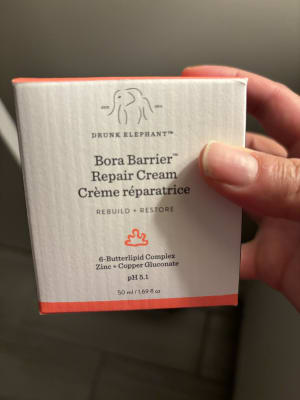 DRUNK ELEPHANT™
Bora Barrier™
Repair Cream
Crème réparatrice
REBUILD + RESTORE
6-Butterlipid Complex
Zinc + Copper Gluconate
pH 5.1
50 ml / 1.69 fl oz